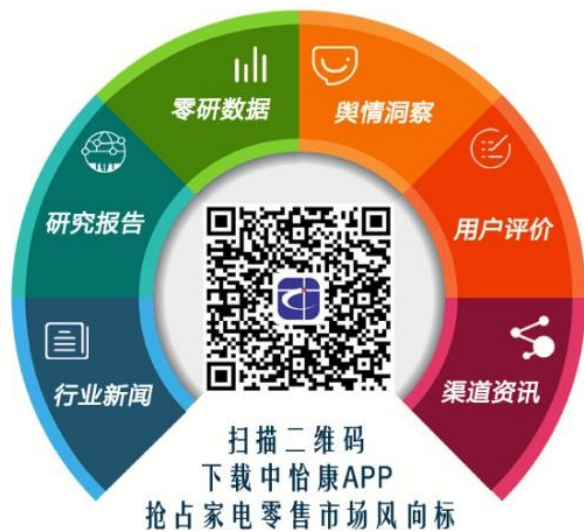 零研数据
舆情洞察
研究报告
用户评价
行业新闻
渠道资讯
扫描二维码
下载中怡康APP
抢占家电零售市场风向标